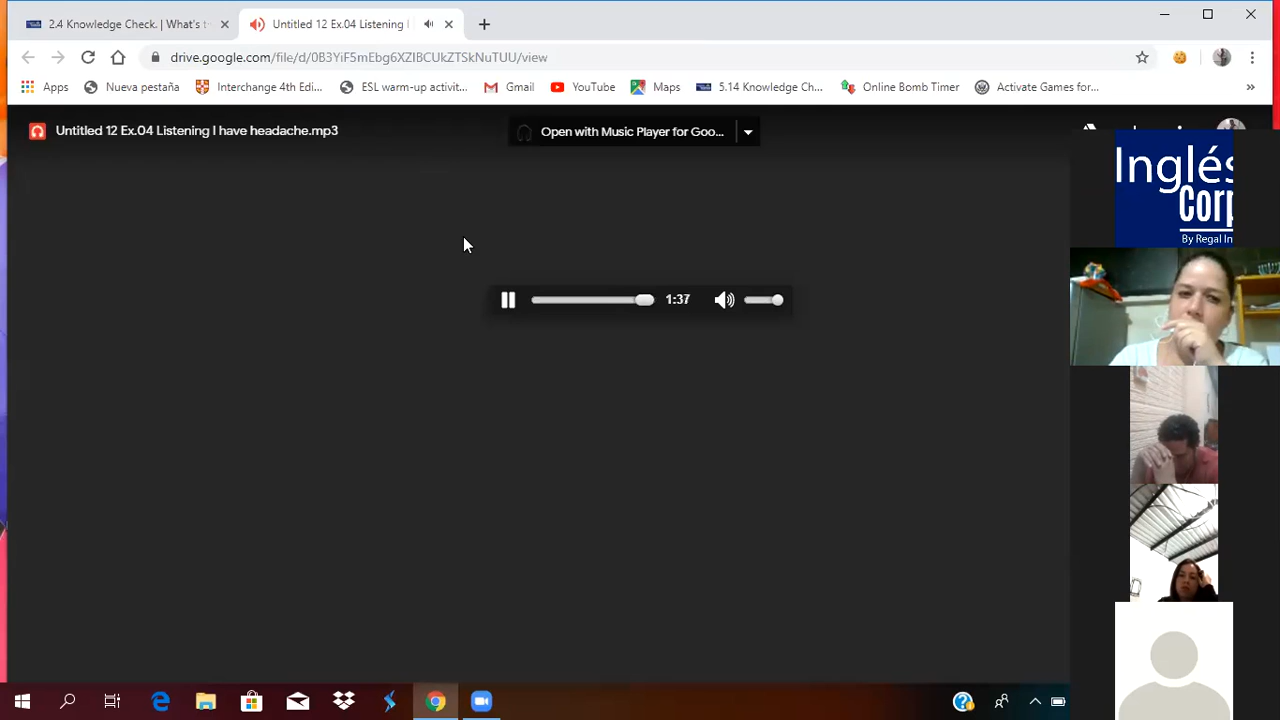 2.4 Knowledge Check. | What's t
Untitled 12 Ex.04 Listening I
drive.google.com/file/d/0B3YiF5mEbg6XZlBCUkZTSkNuTUU/view
Apps
Nueva pestaña
Interchange 4th Edi...
ESL warm-up activit...
Gmail
YouTube
Maps
5.14 Knowledge Ch...
Online Bomb Timer
Activate Games for...
»
Untitled 12 Ex.04 Listening I have headache.mp3
Open with Music Player for Goo...
Inglés
Corp
By Regal In
1:37